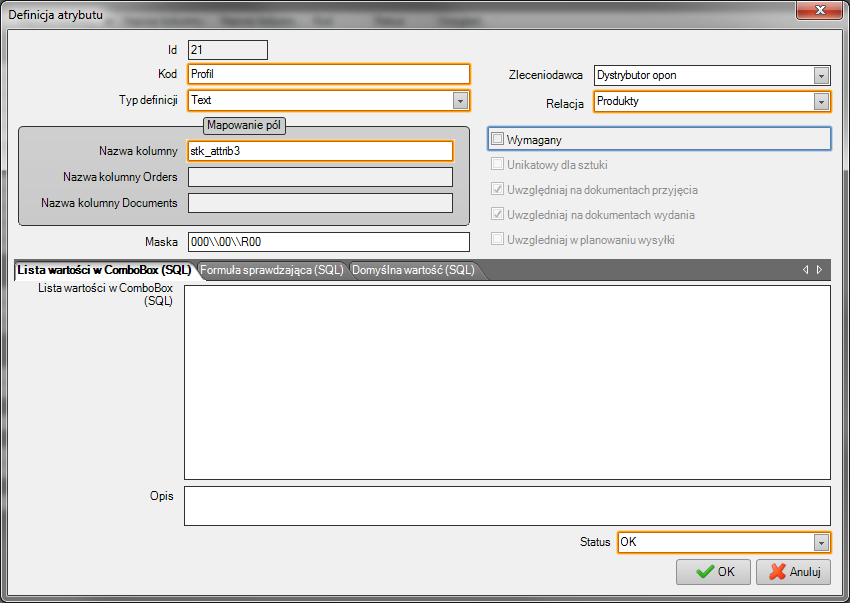 Definicja atrybutu
Id 21
Kod Profil
Typ definicji Text
Zleceniodawca Dystrybutor opon
Relacja Produkty
Mapowanie pól
Nazwa kolumny stk_attrib3
Nazwa kolumny Orders
Nazwa kolumny Documents
Maska 000\\00\\R00
Wymagany
Unikatowy dla sztuki
Uwzględniaj na dokumentach przyjęcia
Uwzgledniaj na dokumentach wydania
Uwzgledniaj w planowaniu wysyłki
Lista wartości w ComboBox (SQL) Formuła sprawdzająca (SQL) Domyślna wartość (SQL)
Lista wartości w ComboBox
(SQL)
Opis
Status OK
OK Anuluj